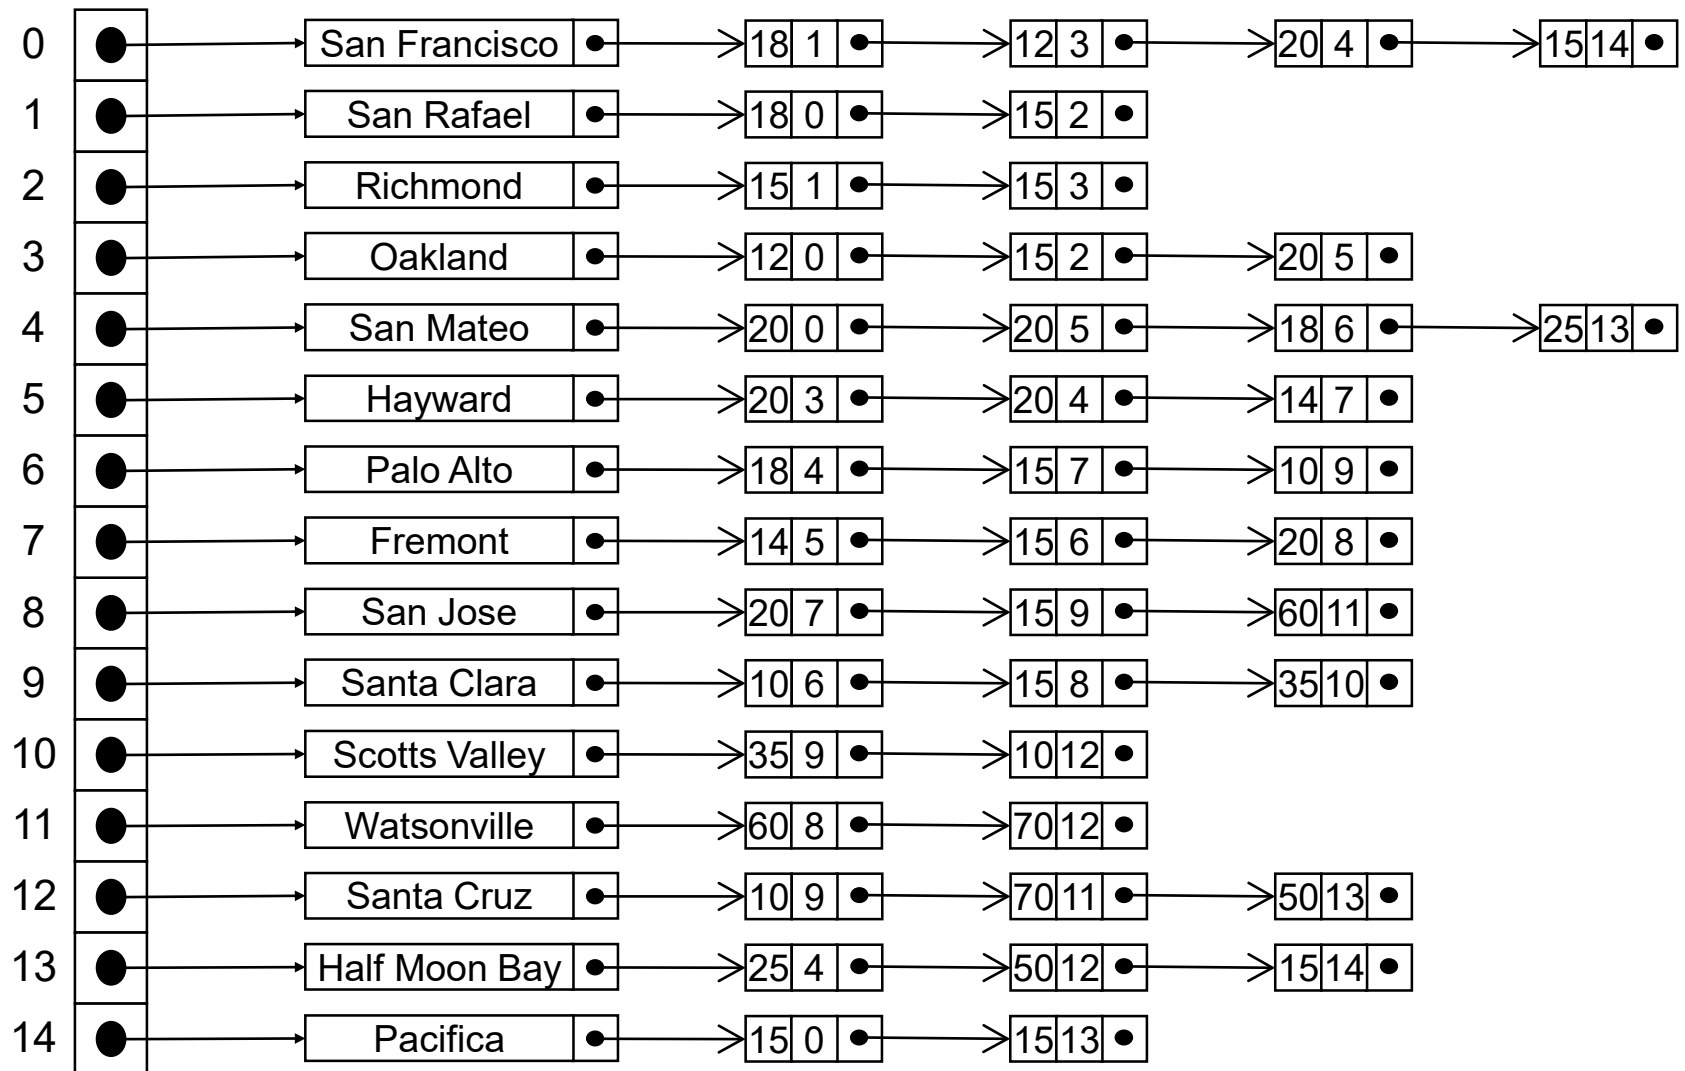 0 San Francisco 18 1 12 3 20 4 15 14
1 San Rafael 18 0 15 2
2 Richmond 15 1 15 3
3 Oakland 12 0 15 2 20 5
4 San Mateo 20 0 20 5 18 6 25 13
5 Hayward 20 3 20 4 14 7
6 Palo Alto 18 4 15 7 10 9
7 Fremont 14 5 15 6 20 8
8 San Jose 20 7 15 9 60 11
9 Santa Clara 10 6 15 8 35 10
10 Scotts Valley 35 9 10 12
11 Watsonville 60 8 70 12
12 Santa Cruz 10 9 70 11 50 13
13 Half Moon Bay 25 4 50 12 15 14
14 Pacifica 15 0 15 13